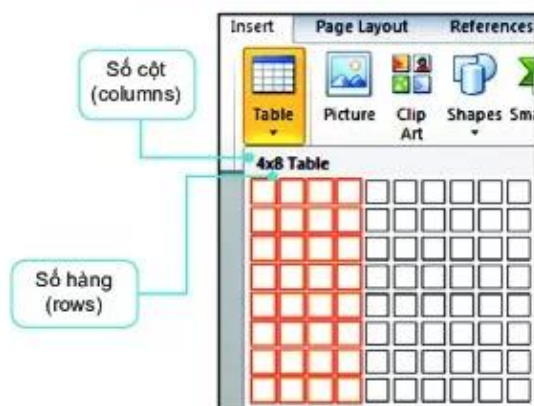 Insert Page Layout References
Số cột
(columns)
Table Picture Clip Art Shapes
4x8 Table
Số hàng
(rows)